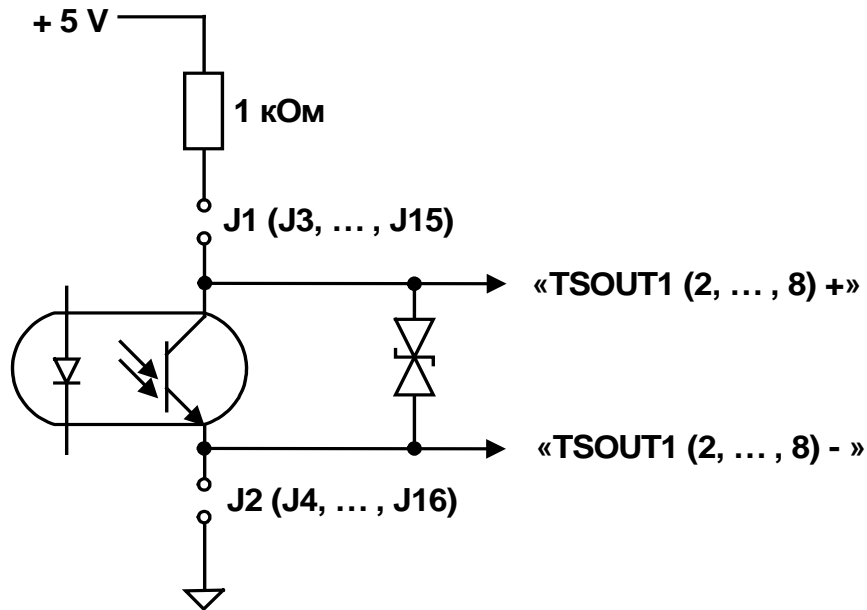 + 5 V
1 кОм
J1 (J3, … , J15)
«TSOUT1 (2, … , 8) +»
«TSOUT1 (2, … , 8) - »
J2 (J4, … , J16)